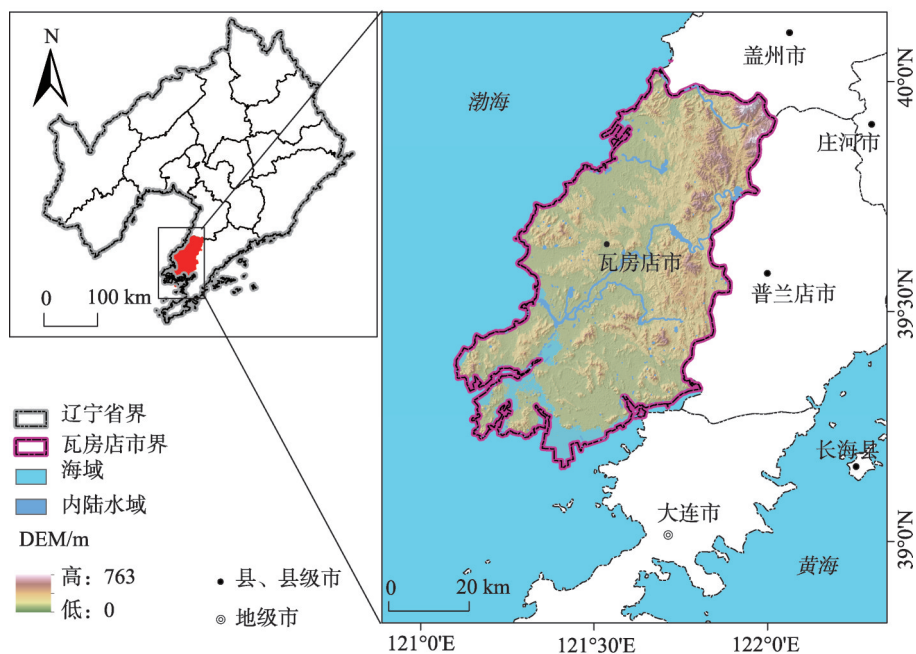 N
0 100 km
辽宁省界
瓦房店市界
海域
内陆水域
DEM/m
高：763
低：0
县、县级市
地级市
渤海
盖州市
庄河市
瓦房店市
普兰店市
长海县
大连市
黄海
0 20 km
40°0′N
39°30′N
39°0′N
121°0′
121°30′
122°0′